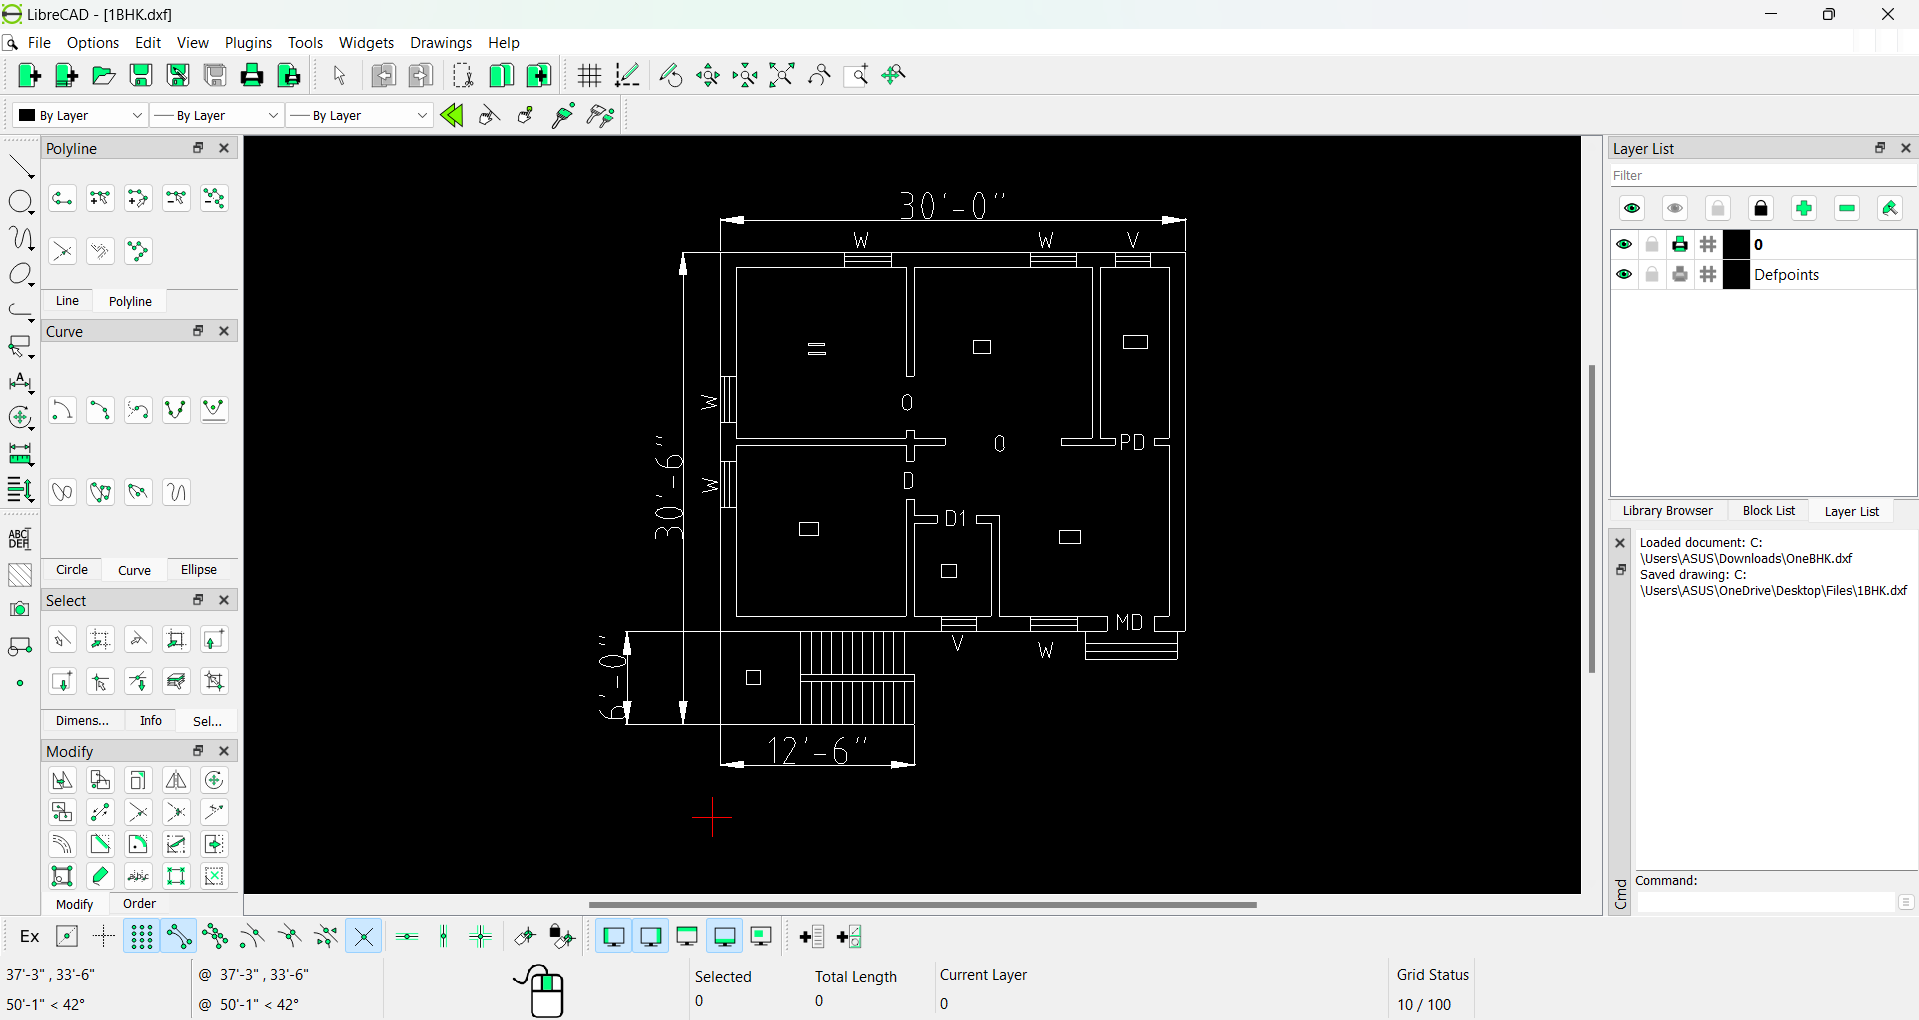 LibreCAD - [1BHK.dxf]
File Options Edit View Plugins Tools Widgets Drawings Help
By Layer By Layer By Layer
Polyline
Line Polyline
Curve
Circle Curve Ellipse
Select
Dimens... Info Sel...
Modify
Modify Order
ABC
DEF
30'-0"
W W V
W
O
O
PD
30'-6"
W
D
D1
MD
V W
6'-0"
12'-6"
Layer List
Filter
0
Defpoints
Library Browser Block List Layer List
Loaded document: C:
\Users\ASUS\Downloads\OneBHK.dxf
Saved drawing: C:
\Users\ASUS\OneDrive\Desktop\Files\1BHK.dxf
Cmd
Command:
Ex
37'-3" , 33'-6" @ 37'-3" , 33'-6"
50'-1" < 42° @ 50'-1" < 42°
Selected Total Length Current Layer Grid Status
0 0 0 10 / 100